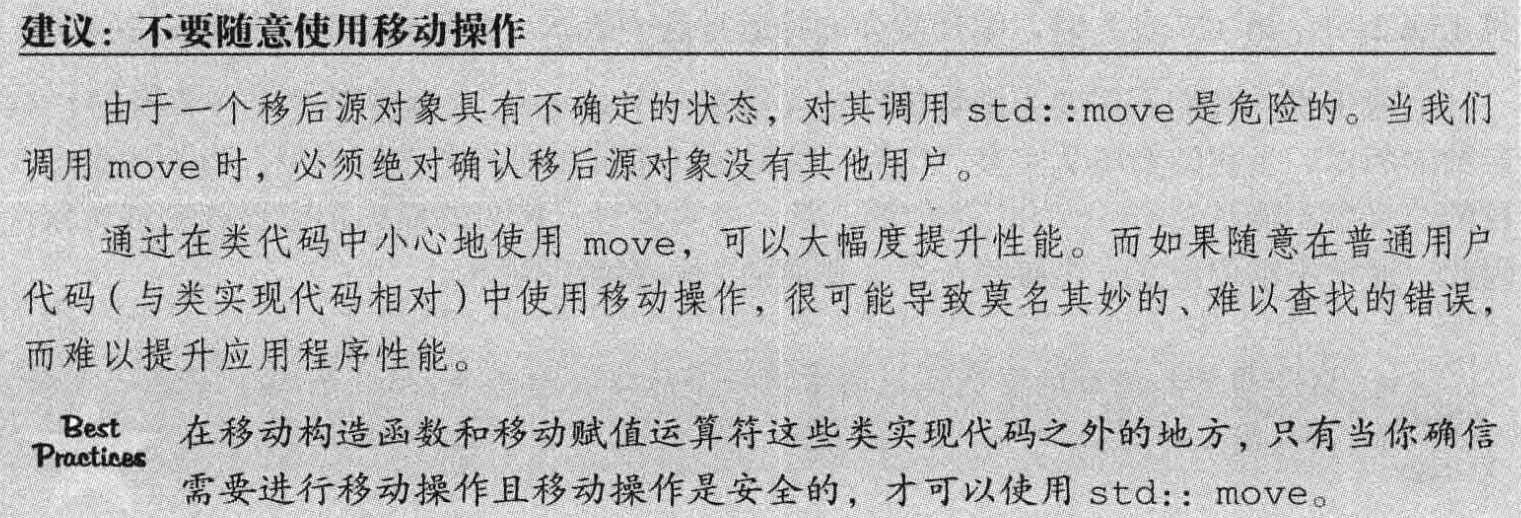 建议：不要随意使用移动操作
由于一个移后源对象具有不确定的状态，对其调用 std::move 是危险的。当我们
调用 move 时，必须绝对确认移后源对象没有其他用户。
通过在类代码中小心地使用 move，可以大幅度提升性能。而如果随意在普通用户
代码（与类实现代码相对）中使用移动操作，很可能导致莫名其妙的、难以查找的错误，
而难以提升应用程序性能。
Best
Practices
在移动构造函数和移动赋值运算符这些类实现代码之外的地方，只有当你确信
需要进行移动操作且移动操作是安全的，才可以使用 std:: move。